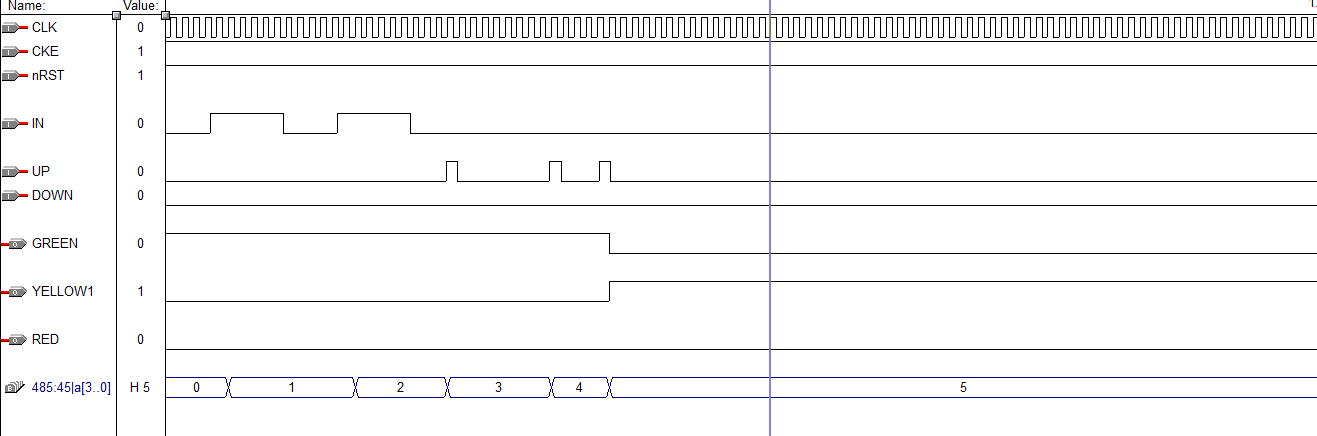 Name: Value: 1.
CLK 0
CKE 1
nRST 1
IN 0
UP 0
DOWN 0
GREEN 0
YELLOW1 1
RED 0
485:45|a[3..0] H 5 0 1 2 3 4 5